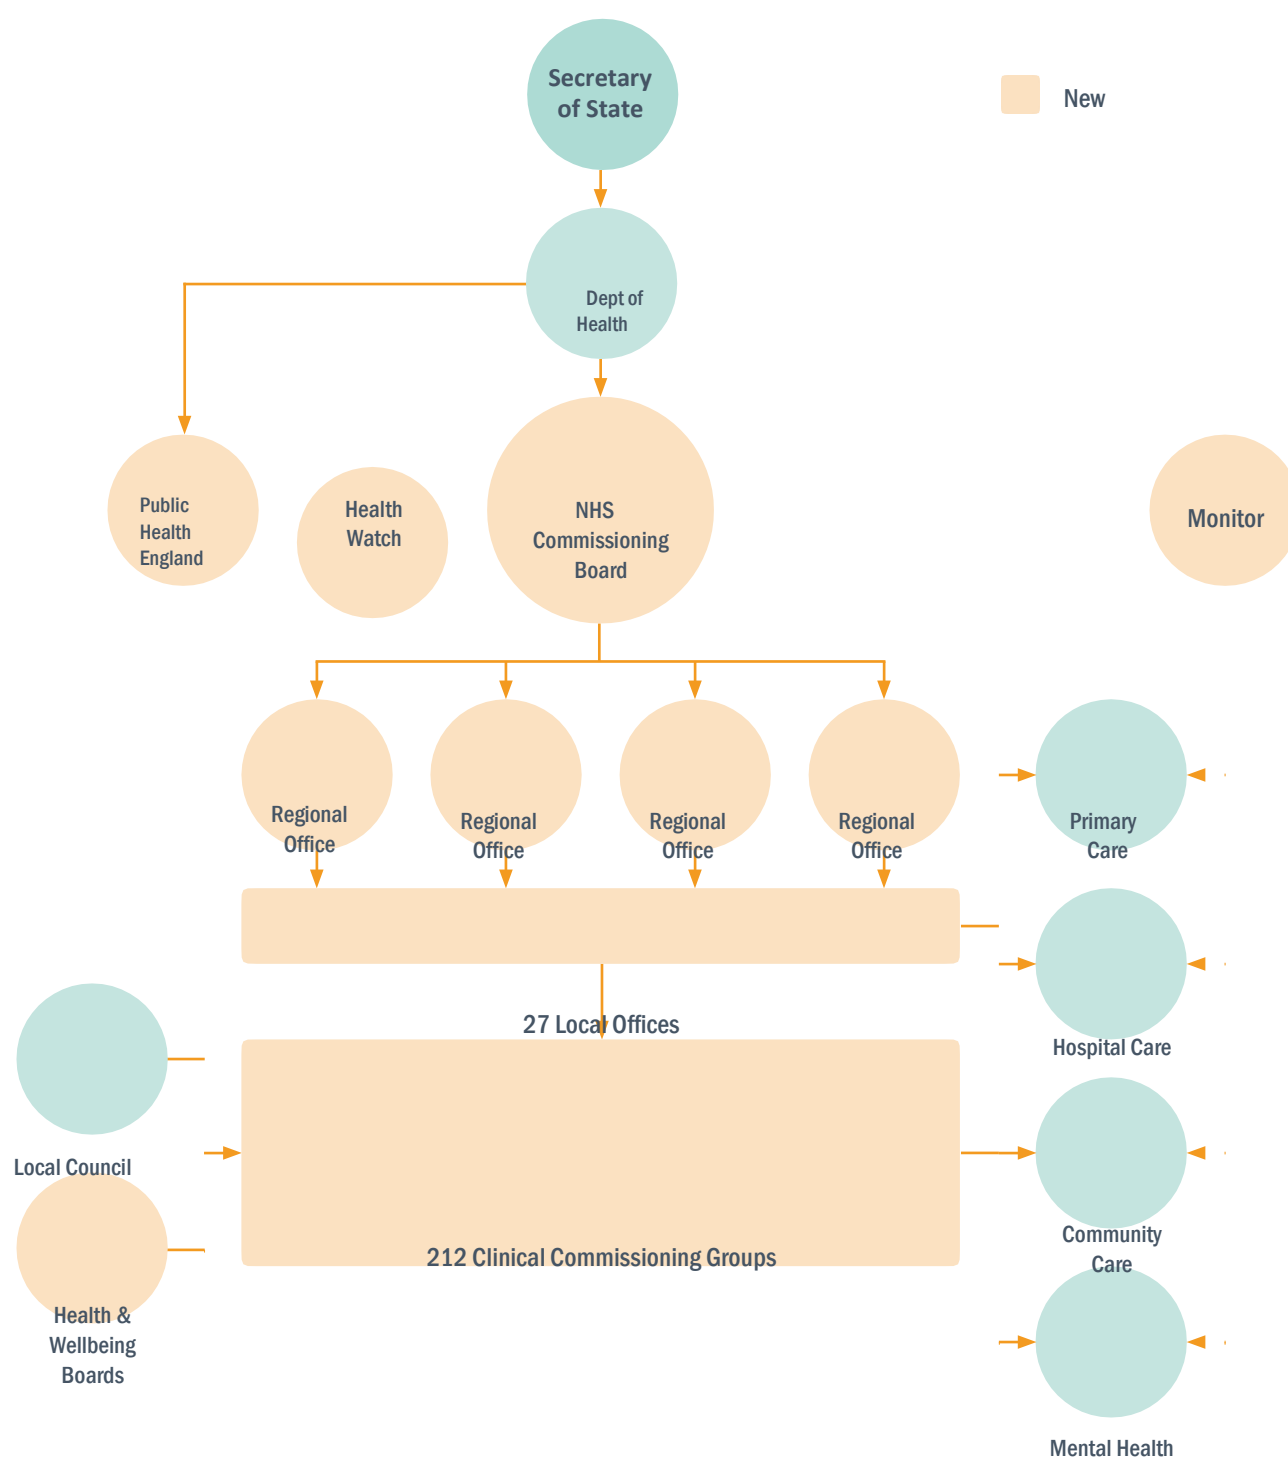 Secretary
of State
New
Dept of
Health
Public
Health
England
Health
Watch
NHS
Commissioning
Board
Monitor
Regional
Office
Regional
Office
Regional
Office
Regional
Office
Primary
Care
27 Local Offices
Hospital Care
Local Council
212 Clinical Commissioning Groups
Community
Care
Health &
Wellbeing
Boards
Mental Health